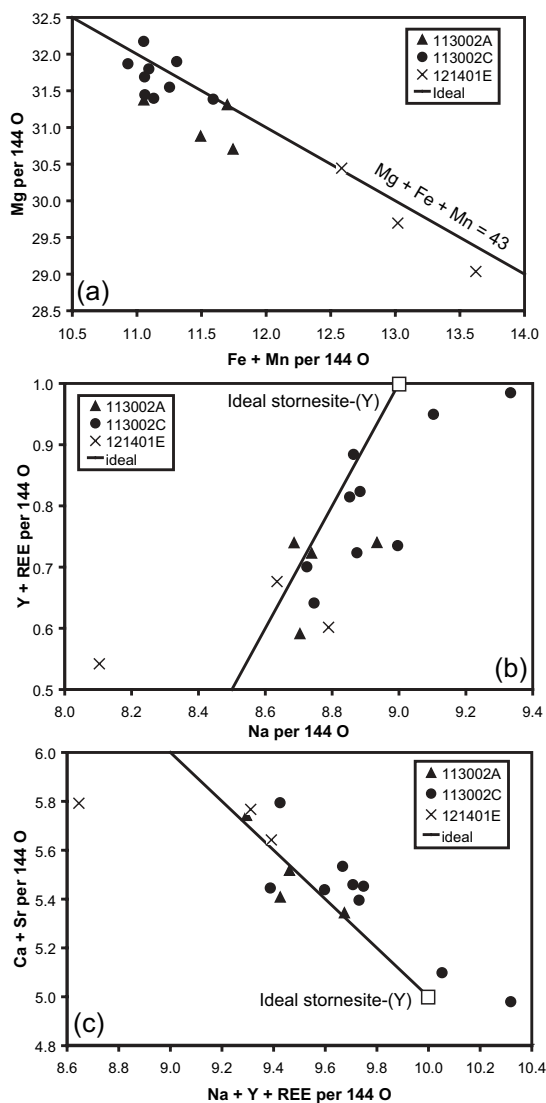 32.5
32.0
31.5
31.0
30.5
30.0
29.5
29.0
28.5
Mg per 144 O
113002A
113002C
121401E
Ideal
Mg + Fe + Mn = 43
(a)
10.5 11.0 11.5 12.0 12.5 13.0 13.5 14.0
Fe + Mn per 144 O
1.0
0.9
0.8
0.7
0.6
0.5
Y + REE per 144 O
Ideal stornesite-(Y)
113002A
113002C
121401E
ideal
(b)
8.0 8.2 8.4 8.6 8.8 9.0 9.2 9.4
Na per 144 O
6.0
5.8
5.6
5.4
5.2
5.0
4.8
Ca + Sr per 144 O
113002A
113002C
121401E
ideal
Ideal stornesite-(Y)
(c)
8.6 8.8 9.0 9.2 9.4 9.6 9.8 10.0 10.2 10.4
Na + Y + REE per 144 O